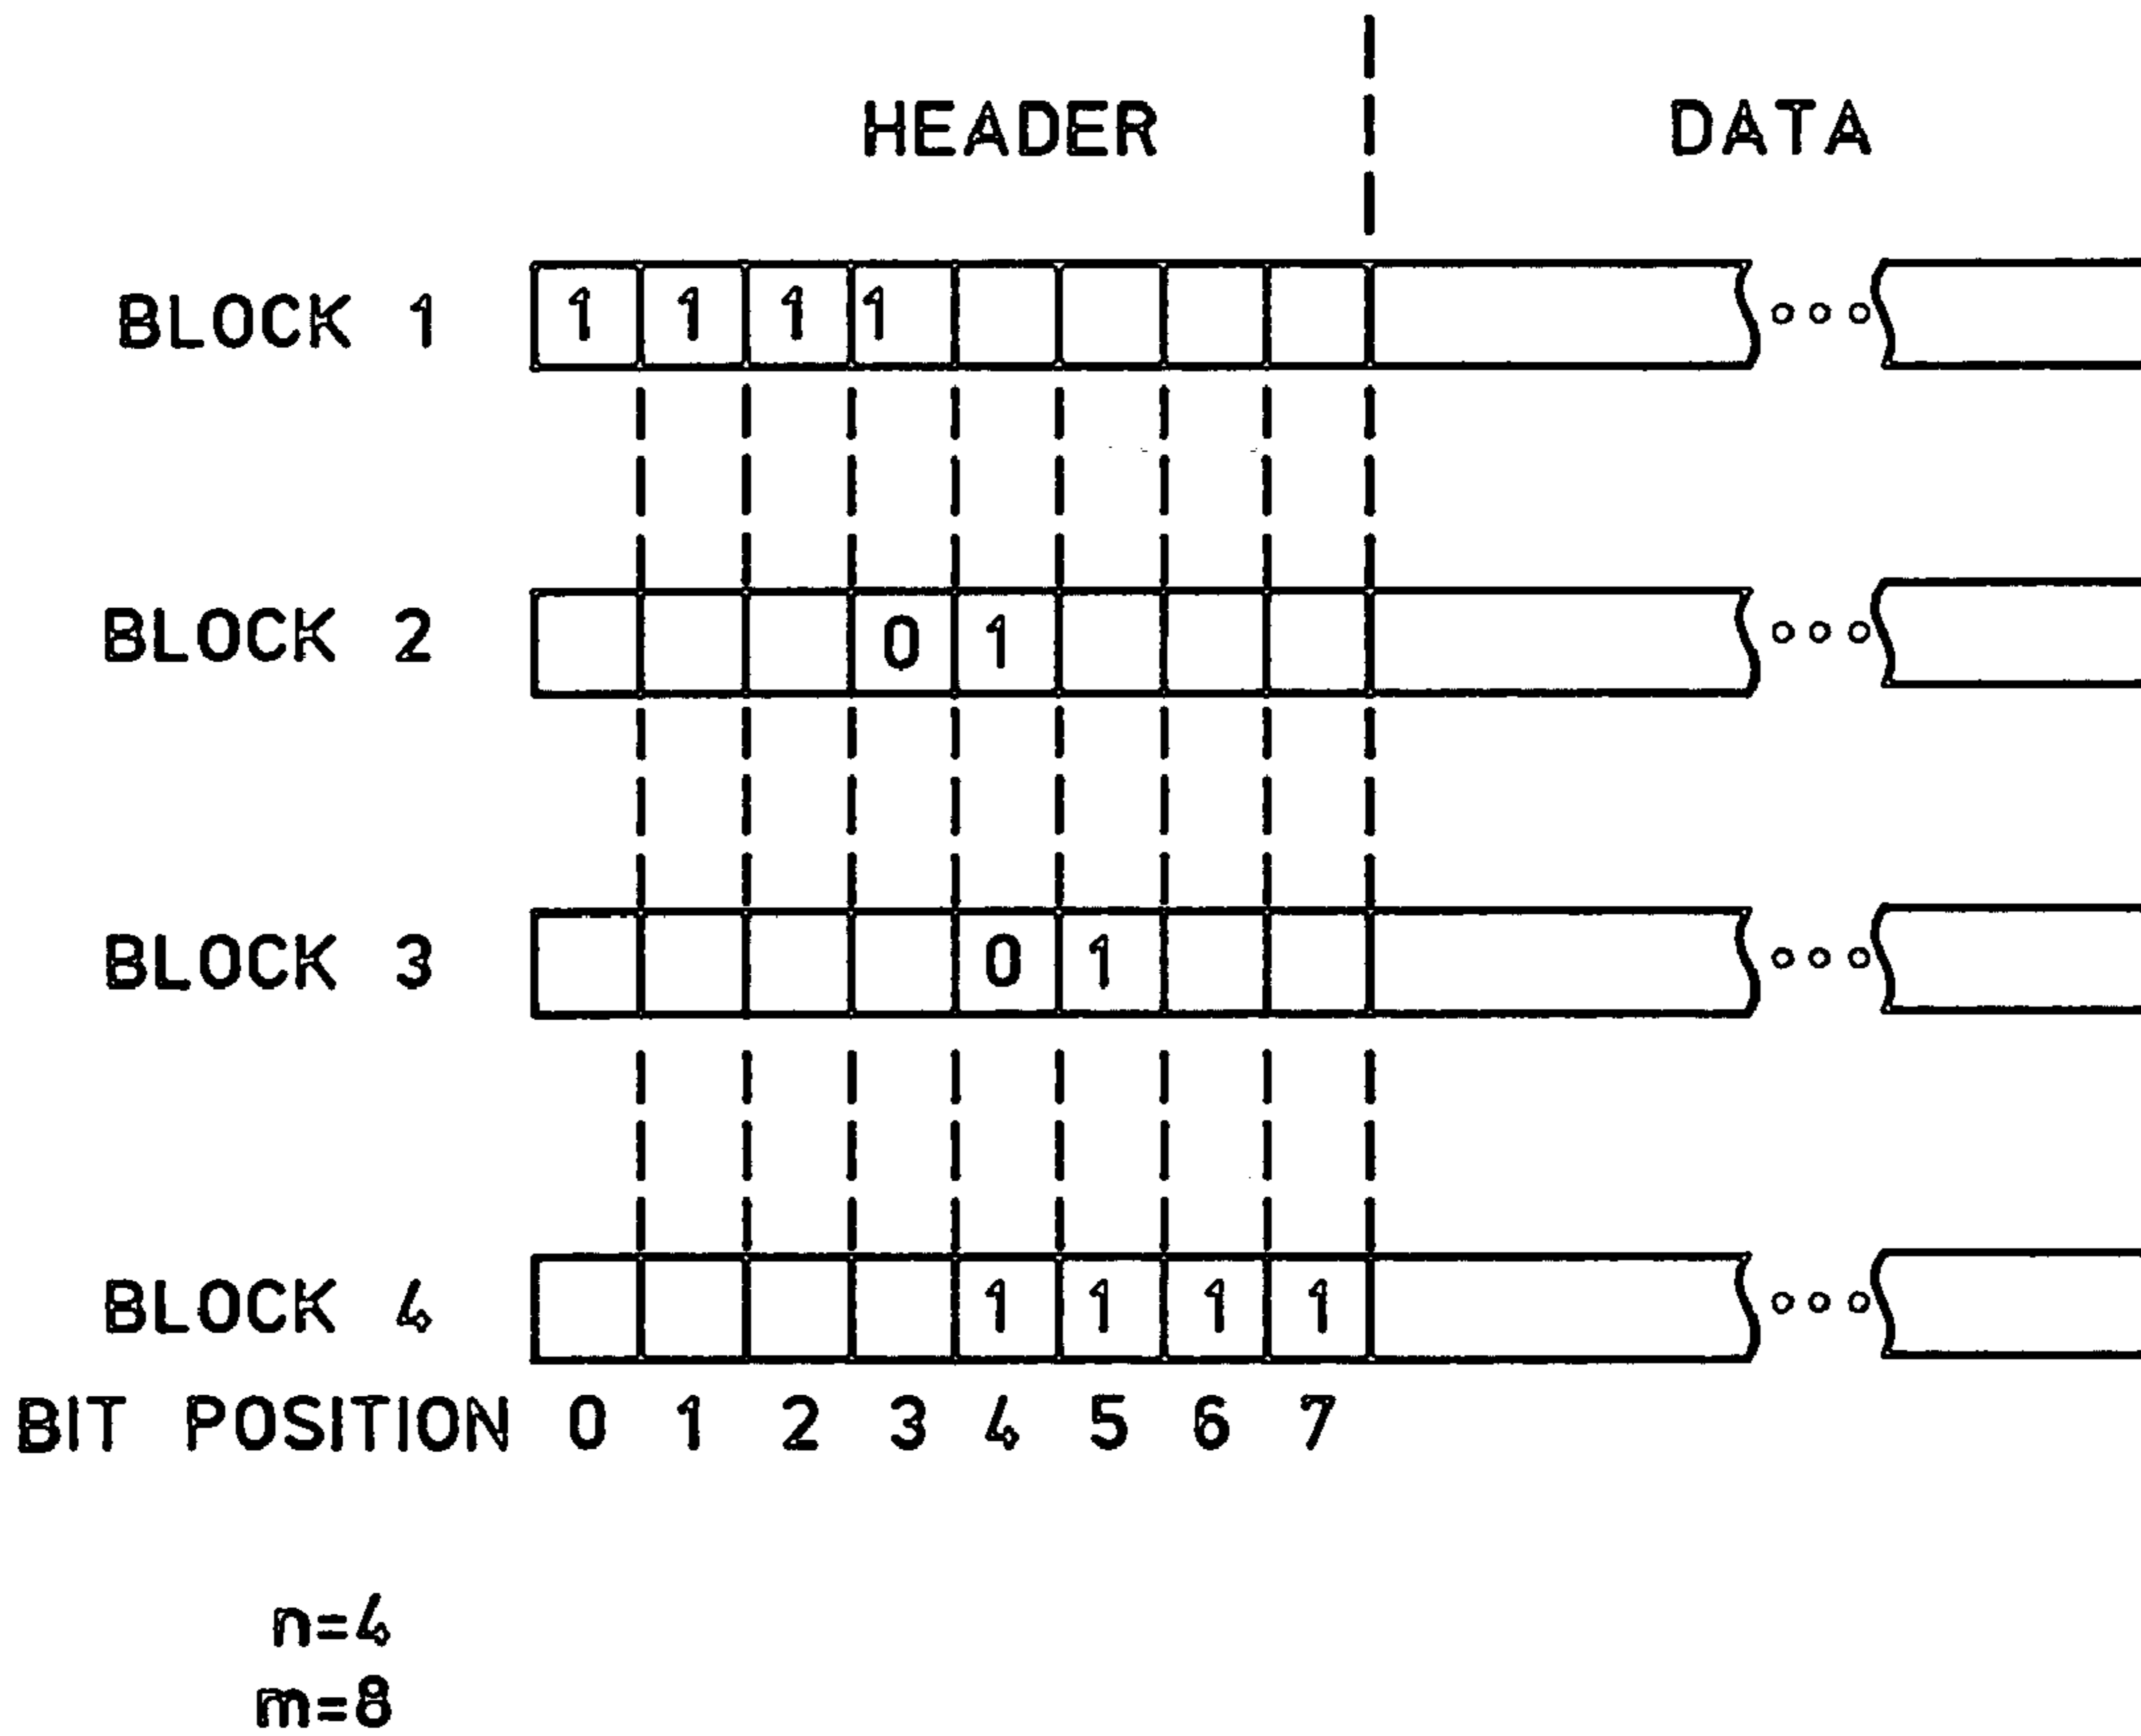 HEADER DATA
BLOCK 1 1 1 1 1
BLOCK 2 0 1
BLOCK 3 0 1
BLOCK 4 1 1 1 1
BIT POSITION 0 1 2 3 4 5 6 7
n=4
m=8